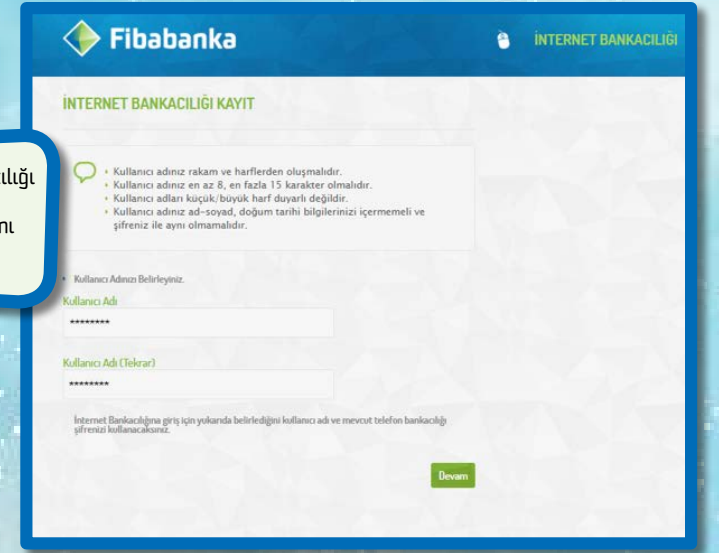 Fibabanka
İNTERNET BANKACILIĞI
İNTERNET BANKACILIĞI KAYIT
Kullanıcı adınız rakam ve harflerden oluşmalıdır.
Kullanıcı adınız en az 8, en fazla 15 karakter olmalıdır.
Kullanıcı adları küçük/büyük harf duyarlı değildir.
Kullanıcı adınız ad-soyad, doğum tarihi bilgilerinizi içermemeli ve
şifreniz ile aynı olmamalıdır.
Kullanıcı Adınızı Belirleyiniz.
Kullanıcı Adı
********
Kullanıcı Adı (Tekrar)
********
İnternet Bankacılığına giriş için yukarıda belirlediğini kullanıcı adı ve mevcut telefon bankacılığı
şifrenizi kullanacaksınız.
Devam